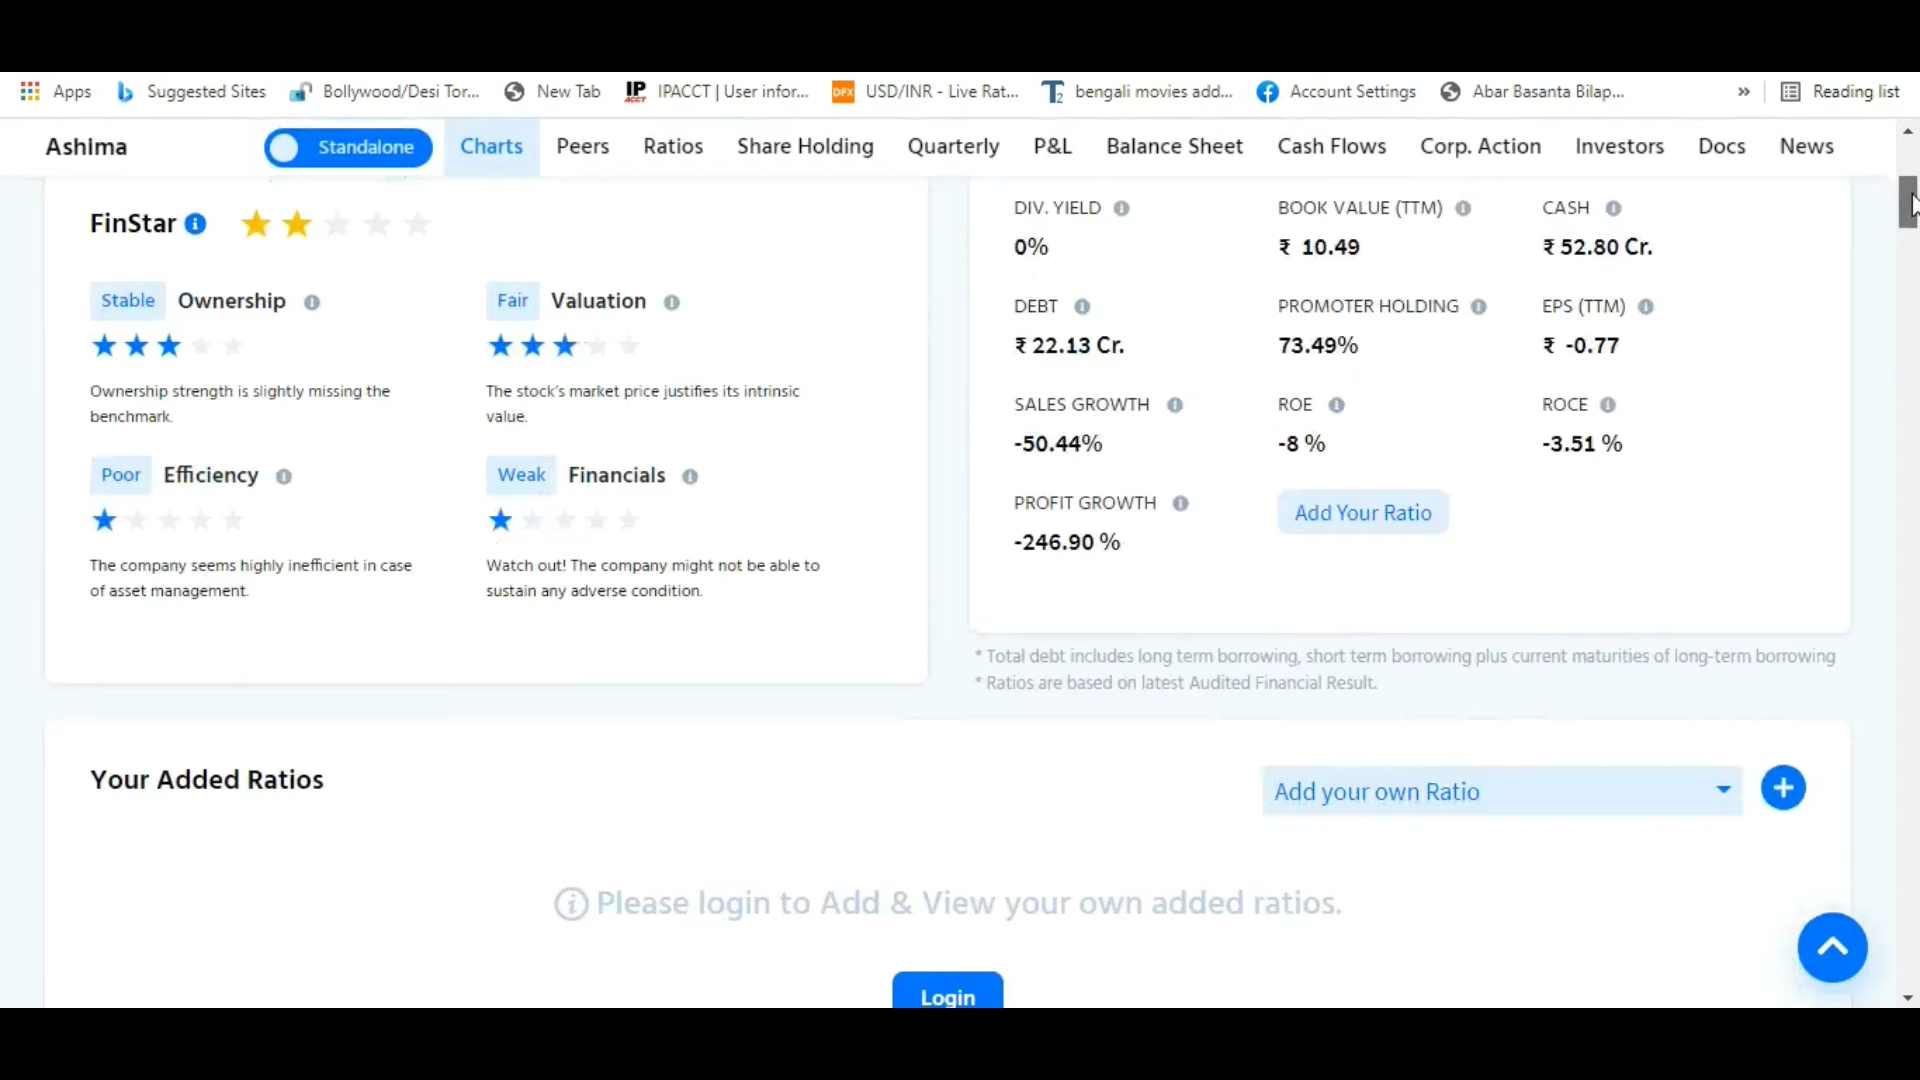 Apps Suggested Sites Bollywood/Desi Tor... New Tab IP ACCT IPACCT | User infor... DFX USD/INR - Live Rat... T2 bengali movies add... Account Settings Abar Basanta Bilap... » Reading list
Ashima Standalone Charts Peers Ratios Share Holding Quarterly P&L Balance Sheet Cash Flows Corp. Action Investors Docs News
FinStar
Stable Ownership
Ownership strength is slightly missing the
benchmark.
Fair Valuation
The stock's market price justifies its intrinsic
value.
Poor Efficiency
The company seems highly inefficient in case
of asset management.
Weak Financials
Watch out! The company might not be able to
sustain any adverse condition.
DIV. YIELD
0%
BOOK VALUE (TTM)
₹ 10.49
CASH
₹ 52.80 Cr.
DEBT
₹ 22.13 Cr.
PROMOTER HOLDING
73.49%
EPS (TTM)
₹ -0.77
SALES GROWTH
-50.44%
ROE
-8 %
ROCE
-3.51 %
PROFIT GROWTH
-246.90 %
Add Your Ratio
* Total debt includes long term borrowing, short term borrowing plus current maturities of long-term borrowing
* Ratios are based on latest Audited Financial Result.
Your Added Ratios
Add your own Ratio
Please login to Add & View your own added ratios.
Login